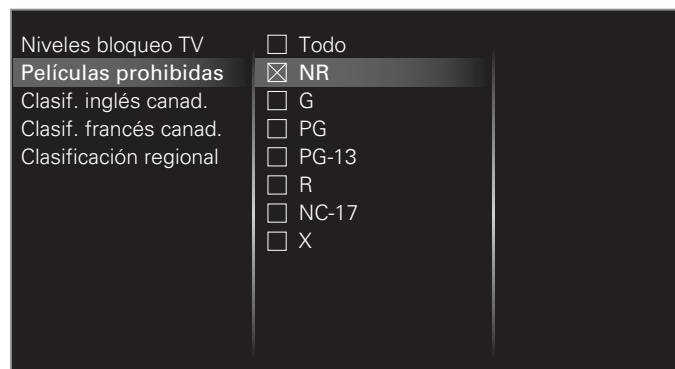 Niveles bloqueo TV
Películas prohibidas
Clasif. inglés canad.
Clasif. francés canad.
Clasificación regional
Todo
NR
G
PG
PG-13
R
NC-17
X